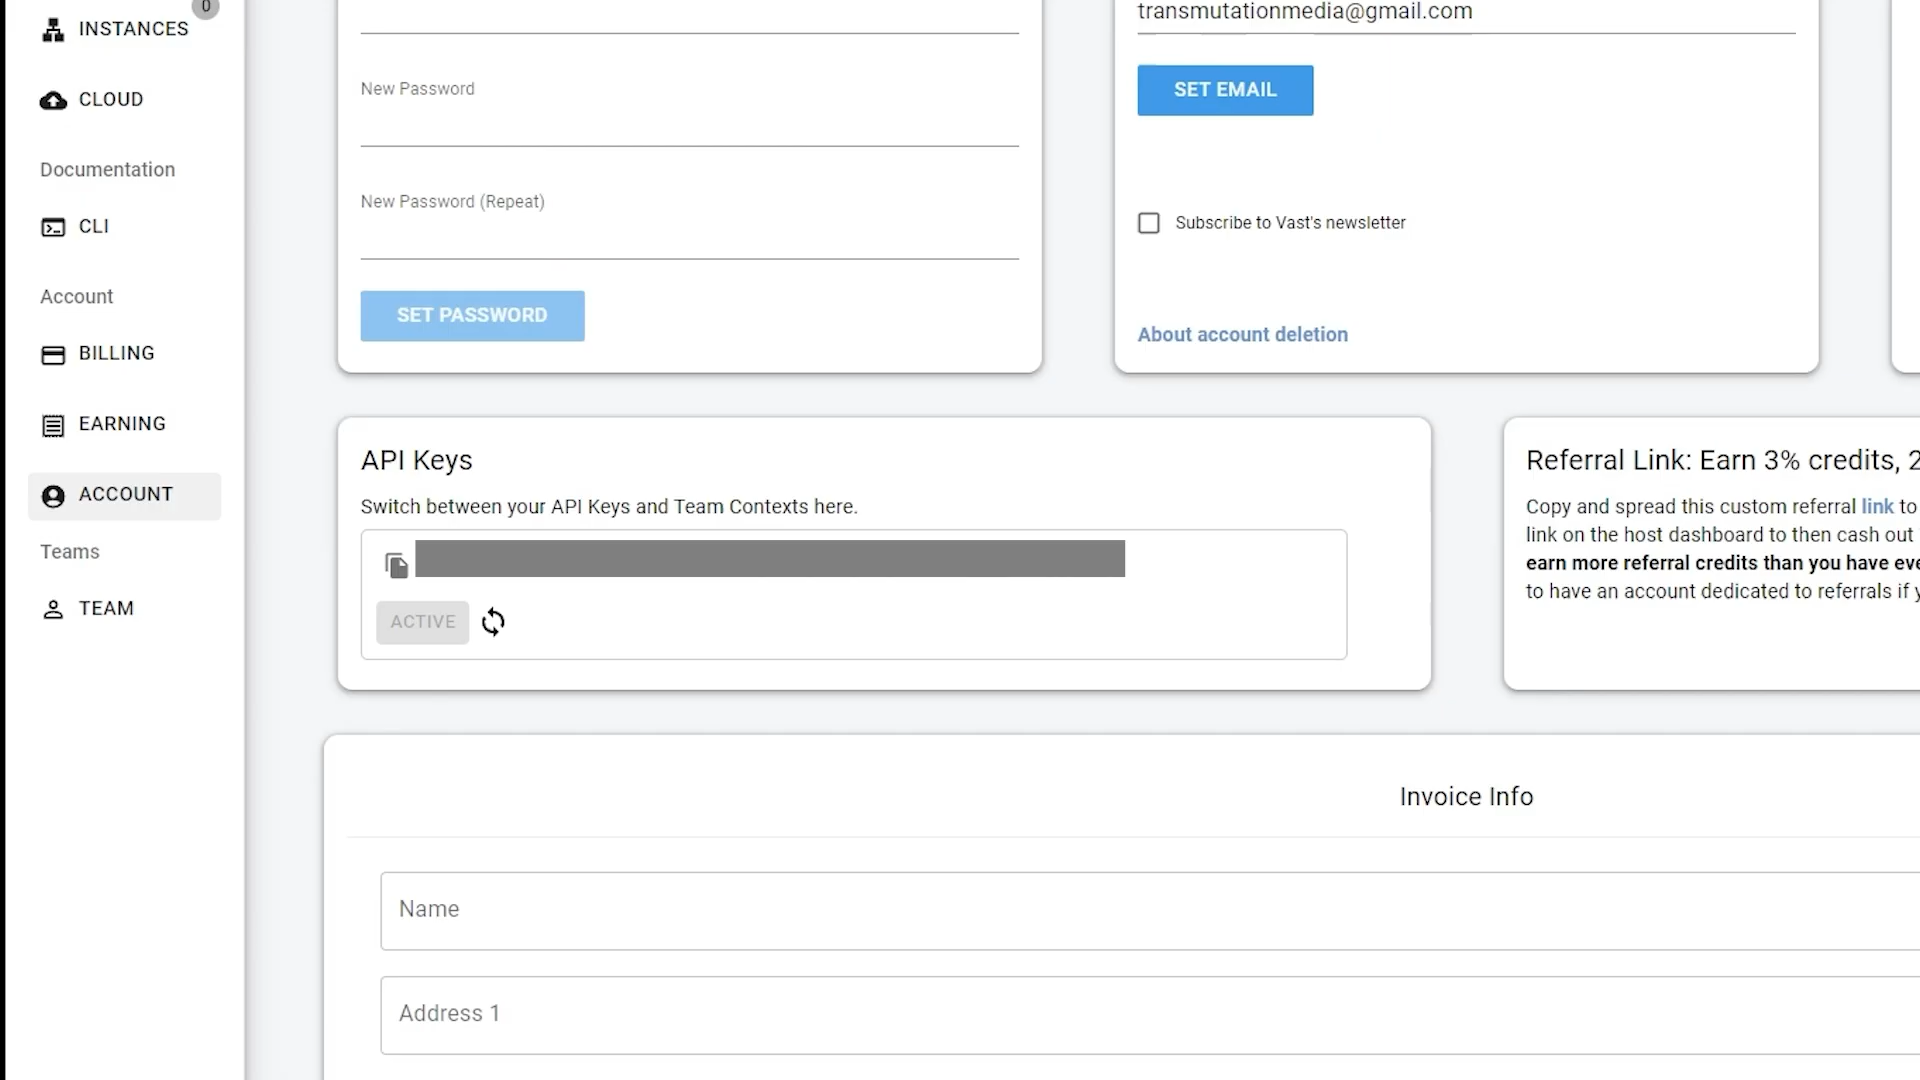 0
INSTANCES
CLOUD
Documentation
CLI
Account
BILLING
EARNING
ACCOUNT
Teams
TEAM
New Password
New Password (Repeat)
SET PASSWORD
transmutationmedia@gmail.com
SET EMAIL
Subscribe to Vast's newsletter
About account deletion
API Keys
Switch between your API Keys and Team Contexts here.
ACTIVE
Referral Link: Earn 3% credits, 2
Copy and spread this custom referral link to
link on the host dashboard to then cash out
earn more referral credits than you have eve
to have an account dedicated to referrals if y
Invoice Info
Name
Address 1